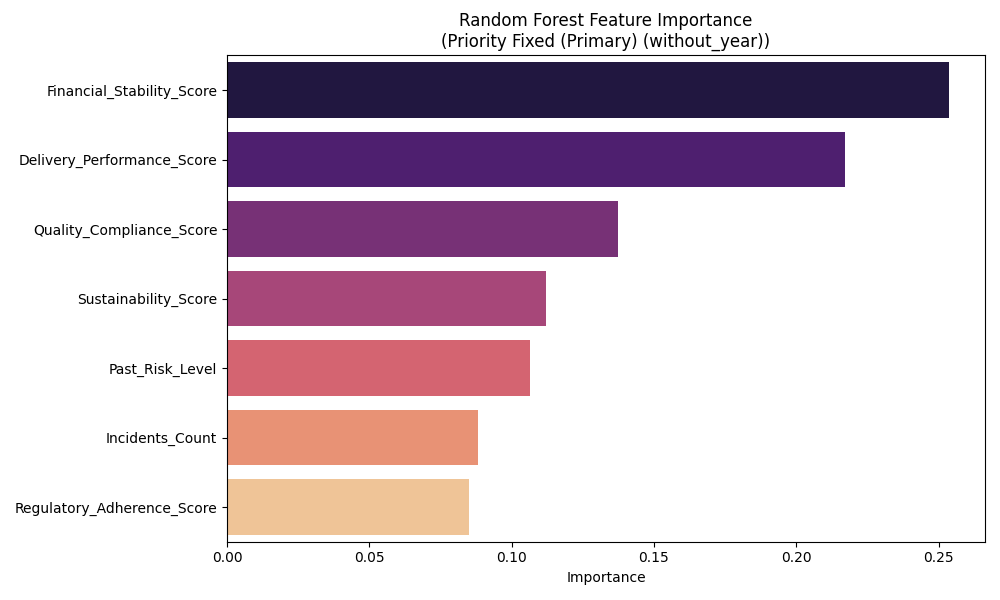 Random Forest Feature Importance
(Priority Fixed (Primary) (without_year))
Financial_Stability_Score
Delivery_Performance_Score
Quality_Compliance_Score
Sustainability_Score
Past_Risk_Level
Incidents_Count
Regulatory_Adherence_Score
0.00 0.05 0.10 0.15 0.20 0.25
Importance